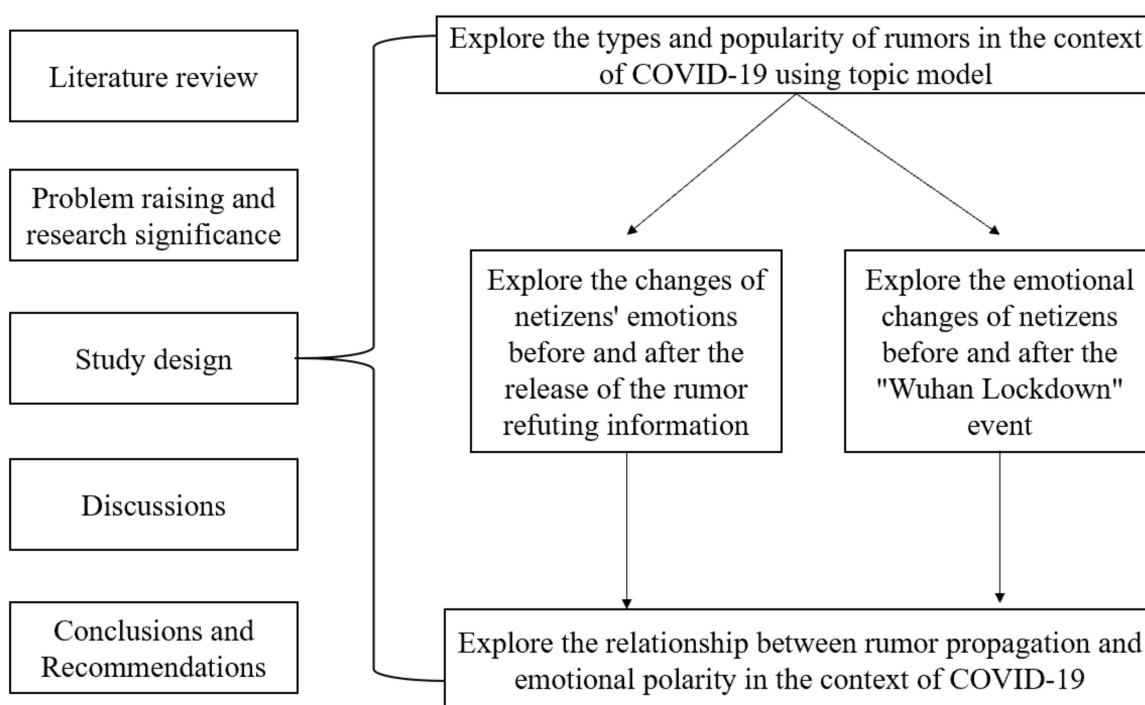 Literature review
Problem raising and
research significance
Study design
Discussions
Conclusions and
Recommendations
Explore the types and popularity of rumors in the context
of COVID-19 using topic model
Explore the changes of
netizens' emotions
before and after the
release of the rumor
refuting information
Explore the emotional
changes of netizens
before and after the
"Wuhan Lockdown"
event
Explore the relationship between rumor propagation and
emotional polarity in the context of COVID-19